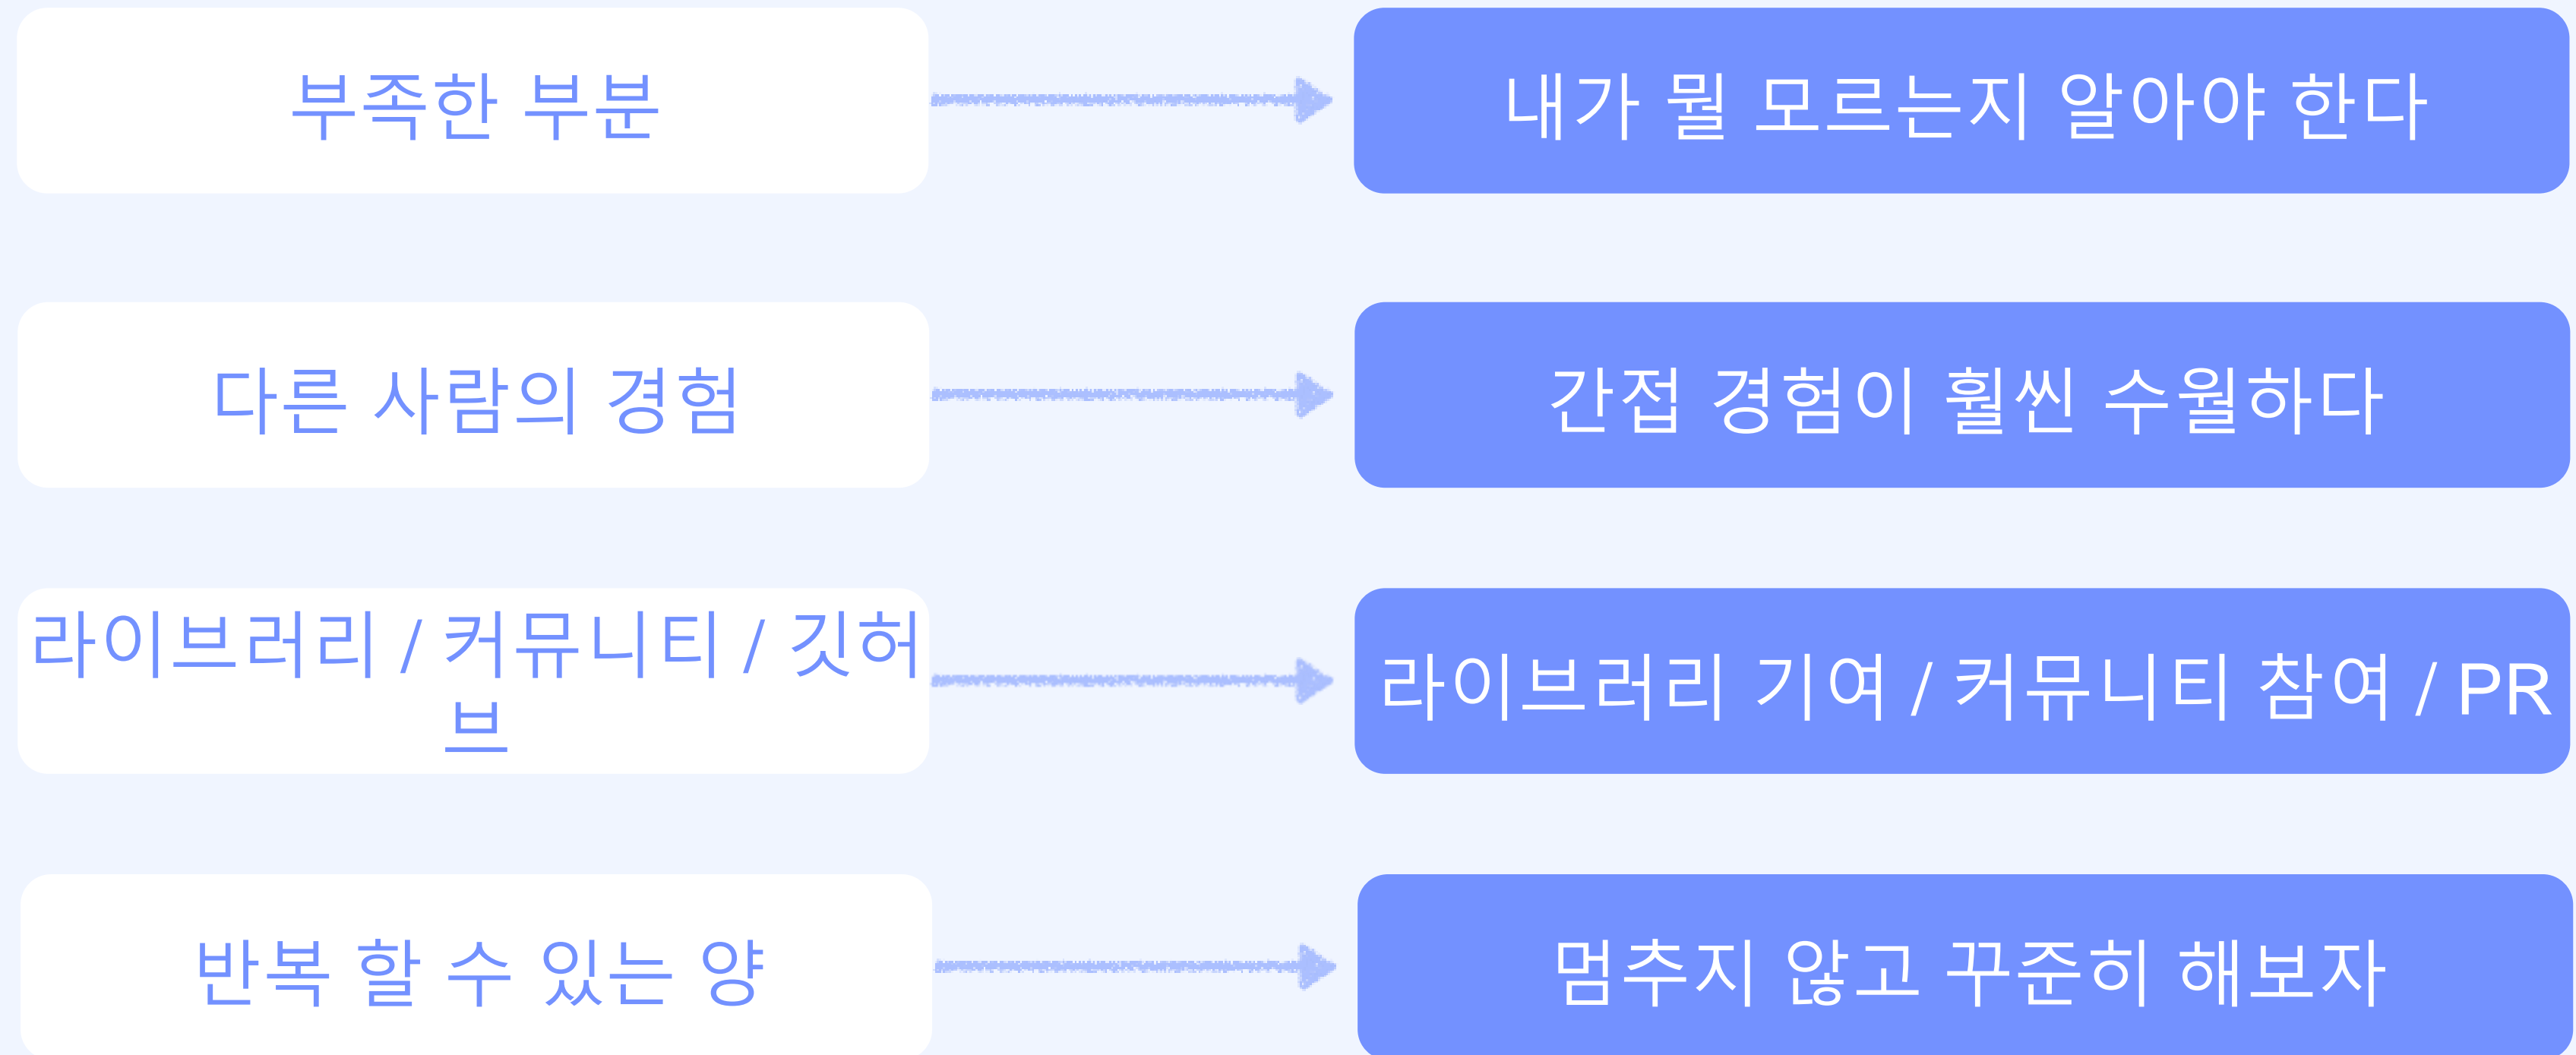 부족한 부분
내가 뭘 모르는지 알아야 한다
다른 사람의 경험
간접 경험이 훨씬 수월하다
라이브러리 / 커뮤니티 / 깃허
브
라이브러리 기여 / 커뮤니티 참여 / PR
반복 할 수 있는 양
멈추지 않고 꾸준히 해보자